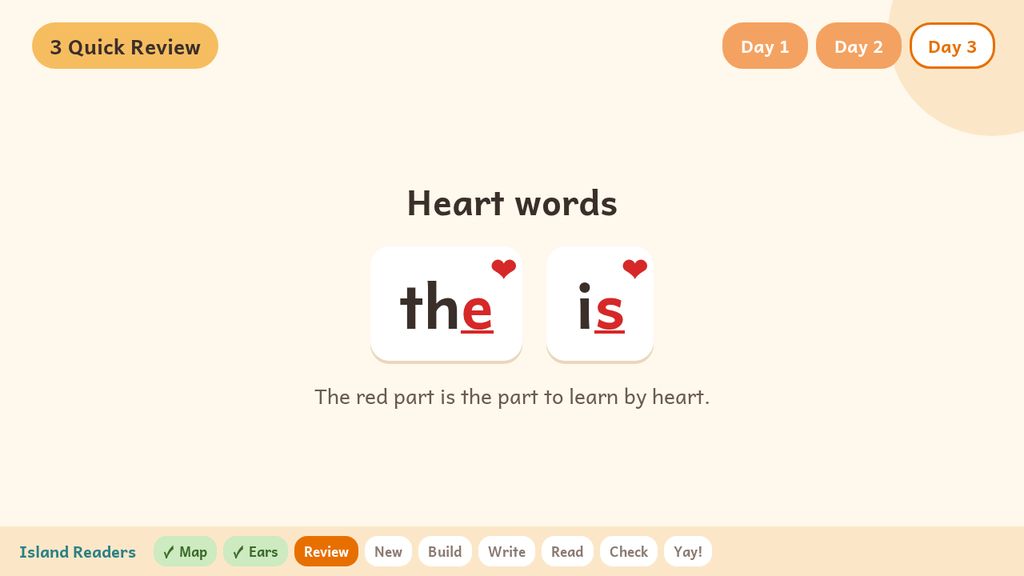 3 Quick Review
Day 1 Day 2 Day 3
Heart words
the ❤ is ❤
The red part is the part to learn by heart.
Island Readers ✓ Map ✓ Ears Review New Build Write Read Check Yay!